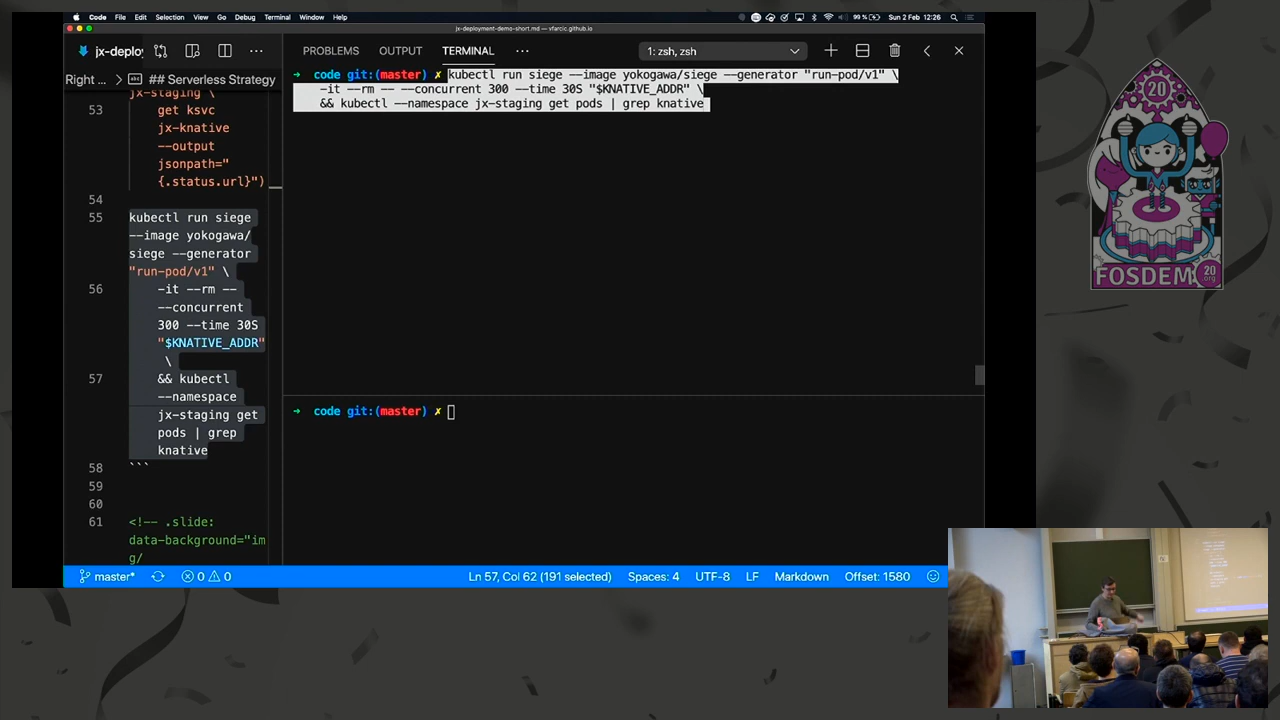 Code File Edit Selection View Go Debug Terminal Window Help
99% Sun 2 Feb 12:26
jx-deployment-demo-short.md — vfarcic.github.io
jx-deploy
PROBLEMS OUTPUT TERMINAL ··· 1: zsh, zsh
Right ... > ## Serverless Strategy
jx-staging \
53 get ksvc
jx-knative
--output
jsonpath="
{.status.url}")
54
55 kubectl run siege
--image yokogawa/
siege --generator
"run-pod/v1" \
56 -it --rm --
--concurrent
300 --time 30S
"$KNATIVE_ADDR"
\
57 && kubectl
--namespace
jx-staging get
pods | grep
knative
58 ```
59
60
61 <!-- .slide:
data-background="im
g/
→ code git:(master) ✗ kubectl run siege --image yokogawa/siege --generator "run-pod/v1" \
-it --rm -- --concurrent 300 --time 30S "$KNATIVE_ADDR" \
&& kubectl --namespace jx-staging get pods | grep knative
→ code git:(master) ✗
master* 0 0 Ln 57, Col 62 (191 selected) Spaces: 4 UTF-8 LF Markdown Offset: 1580
20
FOSDEM 20
.org